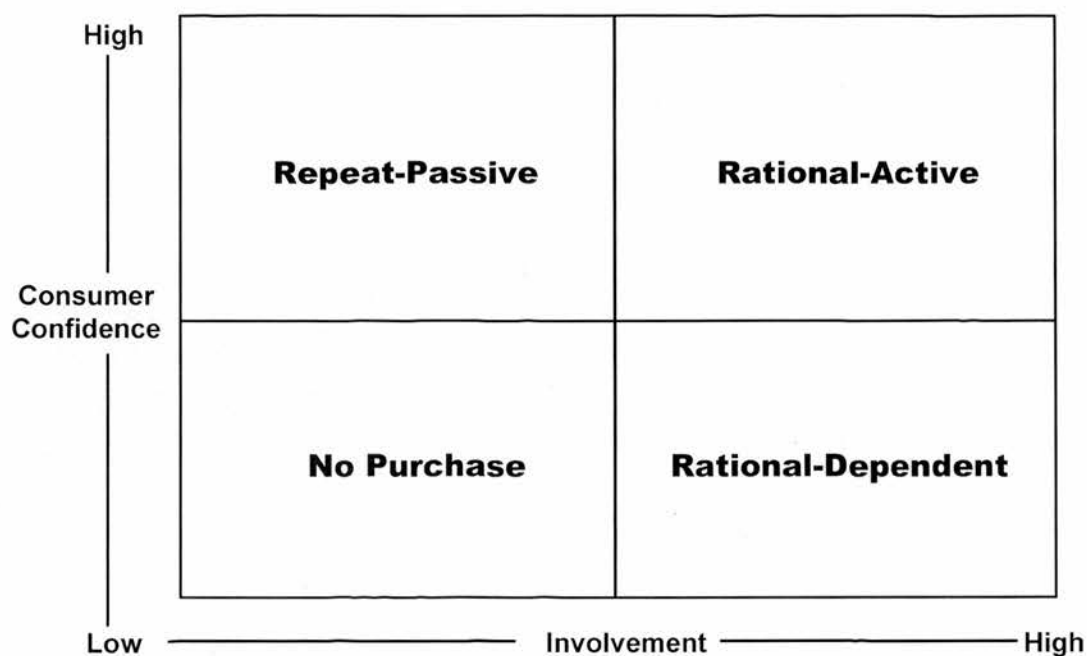 High
Repeat-Passive
Rational-Active
Consumer
Confidence
No Purchase
Rational-Dependent
Low
Involvement
High